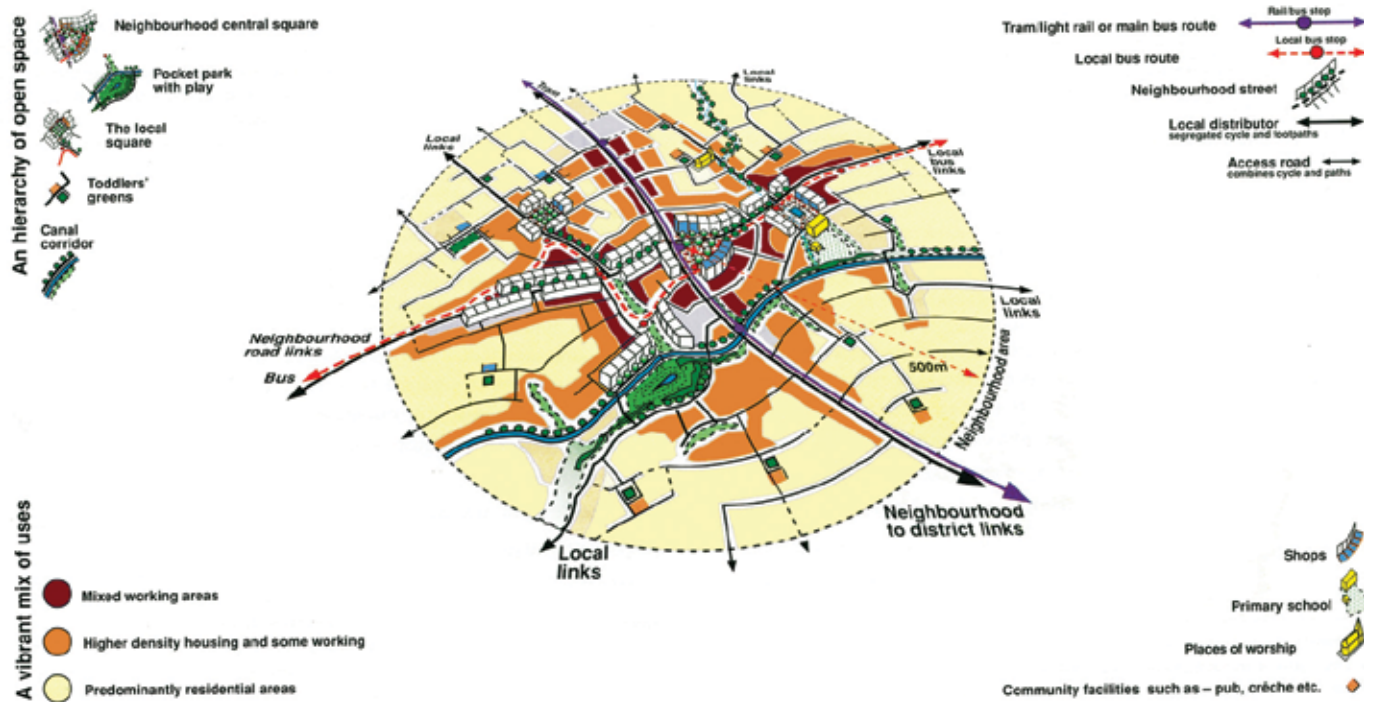 An hierarchy of open space
Neighbourhood central square
Pocket park
with play
The local
square
Toddlers'
greens
Canal
corridor
Tram/light rail or main bus route
Rail/bus stop
Local bus route
Local bus stop
Neighbourhood street
Local distributor
segregated cycle and footpaths
Access road
combines cycle and paths
Tram
Local
links
Local
links
Local
bus
links
Local
links
500m
Neighbourhood area
Neighbourhood
road links
Bus
Neighbourhood
to district links
Local
links
A vibrant mix of uses
Mixed working areas
Higher density housing and some working
Predominantly residential areas
Shops
Primary school
Places of worship
Community facilities such as – pub, crêche etc.